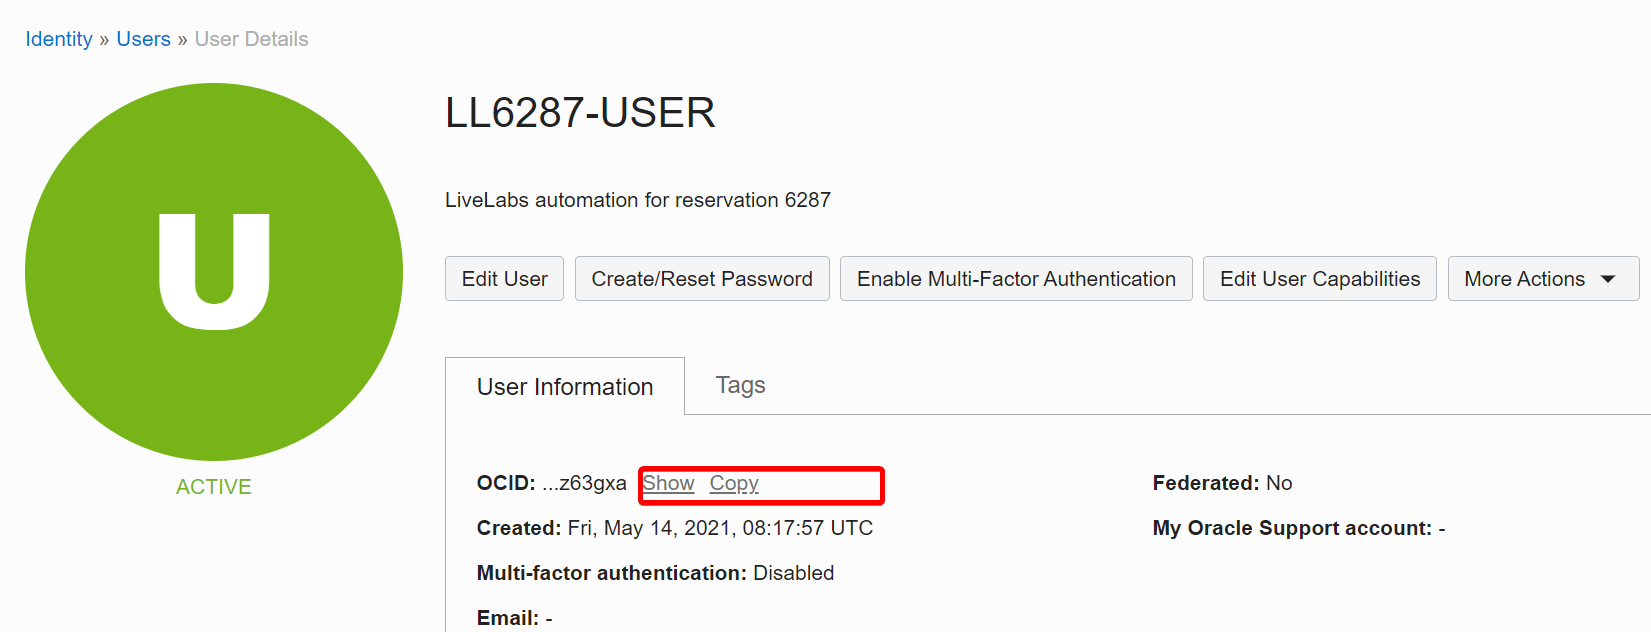 Identity » Users » User Details
U
ACTIVE
LL6287-USER
LiveLabs automation for reservation 6287
Edit User Create/Reset Password Enable Multi-Factor Authentication Edit User Capabilities More Actions
User Information Tags
OCID: ...z63gxa Show Copy
Created: Fri, May 14, 2021, 08:17:57 UTC
Multi-factor authentication: Disabled
Email: -
Federated: No
My Oracle Support account: -